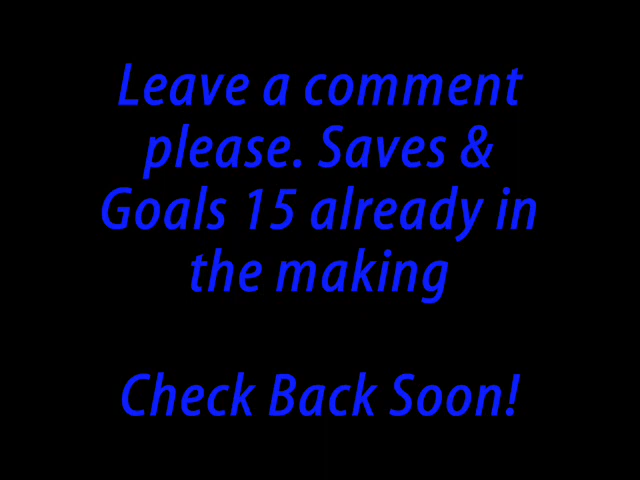 Leave a comment
please. Saves &
Goals 15 already in
the making
Check Back Soon!